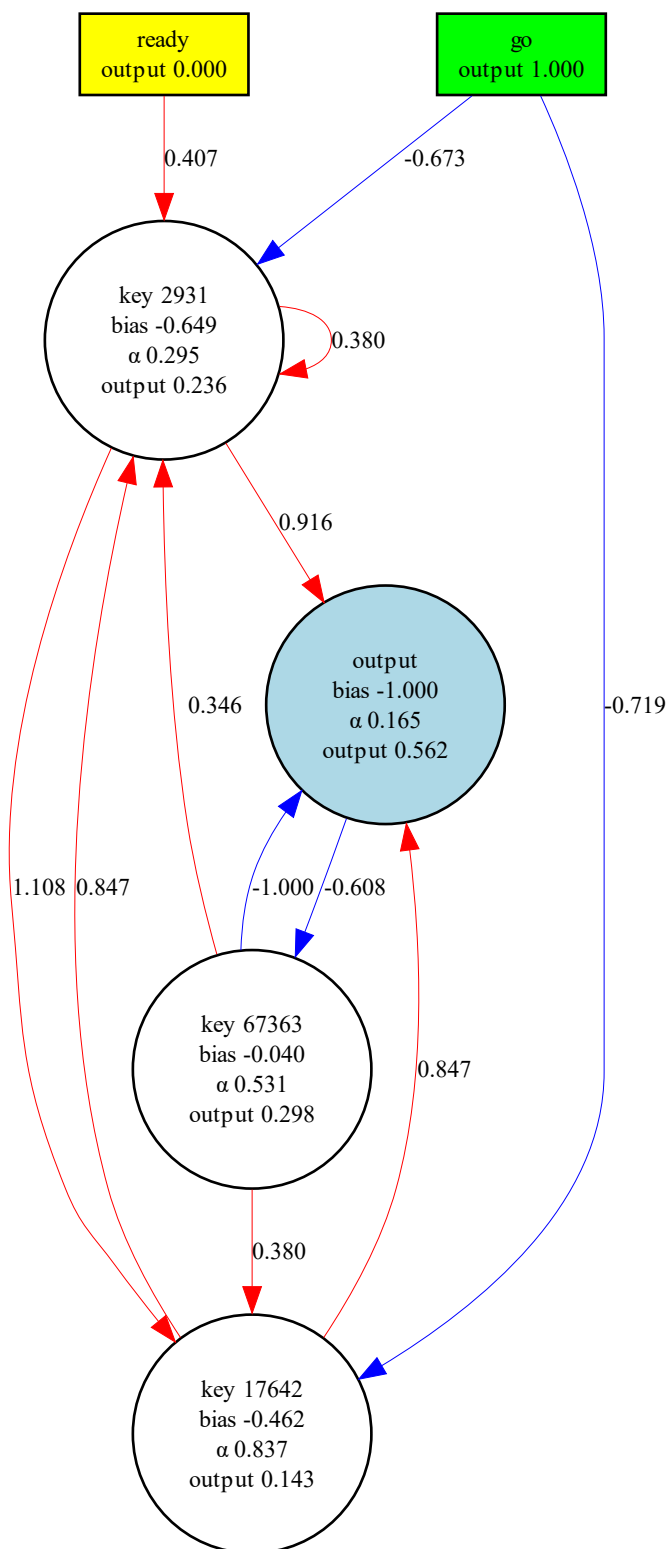 ready
output 0.000
go
output 1.000
0.407
-0.673
key 2931
bias -0.649
α 0.295
output 0.236
0.380
0.916
output
bias -1.000
α 0.165
output 0.562
0.346
-0.719
1.108
0.847
-1.000
-0.608
key 67363
bias -0.040
α 0.531
output 0.298
0.847
0.380
key 17642
bias -0.462
α 0.837
output 0.143